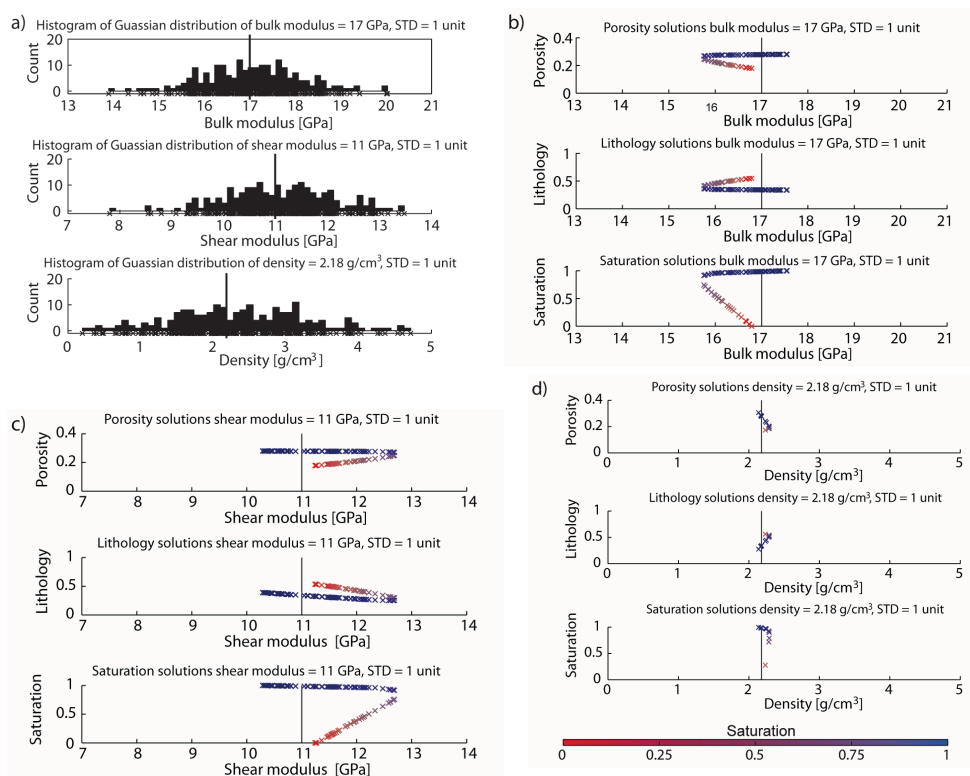 a)
Histogram of Guassian distribution of bulk modulus = 17 GPa, STD = 1 unit
Count
20
10
0
13 14 15 16 17 18 19 20 21
Bulk modulus [GPa]
Histogram of Guassian distribution of shear modulus = 11 GPa, STD = 1 unit
Count
20
10
0
7 8 9 10 11 12 13 14
Shear modulus [GPa]
Histogram of Guassian distribution of density = 2.18 g/cm³, STD = 1 unit
Count
20
10
0
0 1 2 3 4 5
Density [g/cm³]
b)
Porosity solutions bulk modulus = 17 GPa, STD = 1 unit
Porosity
0.4
0.2
0
13 14 15 16 17 18 19 20 21
Bulk modulus [GPa]
Lithology solutions bulk modulus = 17 GPa, STD = 1 unit
Lithology
1
0.5
0
13 14 15 16 17 18 19 20 21
Bulk modulus [GPa]
Saturation solutions bulk modulus = 17 GPa, STD = 1 unit
Saturation
1
0.5
0
13 14 15 16 17 18 19 20 21
Bulk modulus [GPa]
c)
Porosity solutions shear modulus = 11 GPa, STD = 1 unit
Porosity
0.4
0.2
0
7 8 9 10 11 12 13 14
Shear modulus [GPa]
Lithology solutions shear modulus = 11 GPa, STD = 1 unit
Lithology
1
0.5
0
7 8 9 10 11 12 13 14
Shear modulus [GPa]
Saturation solutions shear modulus = 11 GPa, STD = 1 unit
Saturation
1
0.5
0
7 8 9 10 11 12 13 14
Shear modulus [GPa]
d)
Porosity solutions density = 2.18 g/cm³, STD = 1 unit
Porosity
0.4
0.2
0
0 1 2 3 4 5
Density [g/cm³]
Lithology solutions density = 2.18 g/cm³, STD = 1 unit
Lithology
1
0.5
0
0 1 2 3 4 5
Density [g/cm³]
Saturation solutions density = 2.18 g/cm³, STD = 1 unit
Saturation
1
0.5
0
0 1 2 3 4 5
Density [g/cm³]
Saturation
0 0.25 0.5 0.75 1